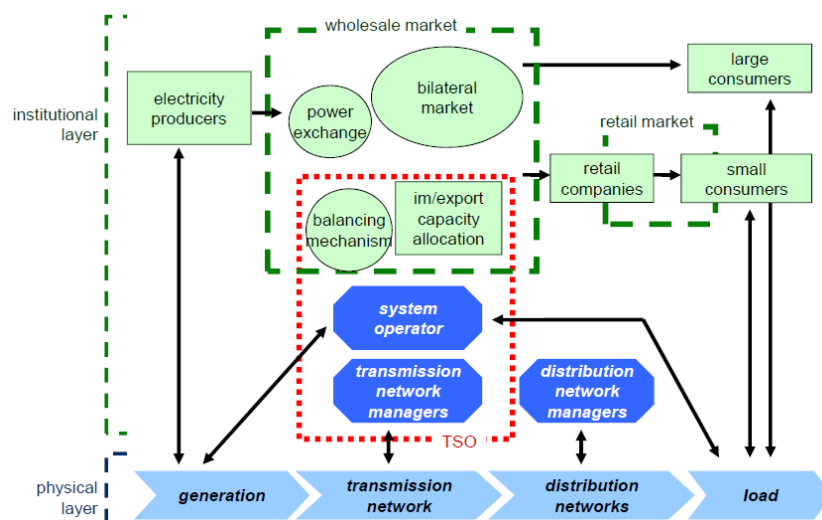 wholesale market
large
consumers
electricity
producers
bilateral
market
institutional
layer
power
exchange
retail market
retail
companies
small
consumers
im/export
capacity
allocation
balancing
mechanism
system
operator
transmission
network
managers
distribution
network
managers
TSO
physical
layer
generation
transmission
network
distribution
networks
load